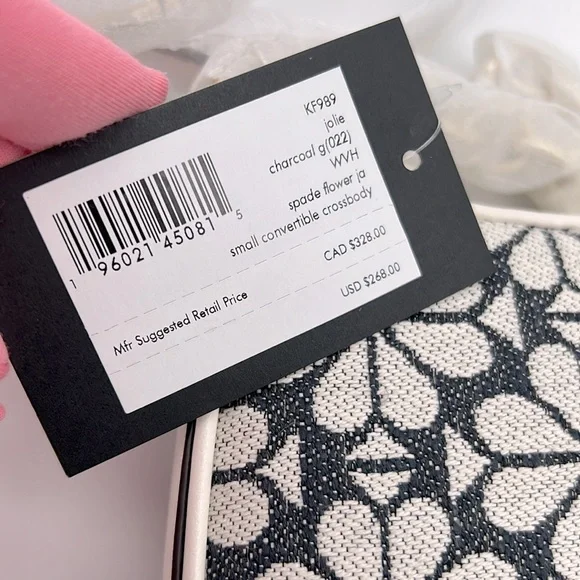 KF989
jolie
charcoal g(022)
WVH
spade flower ja
small convertible crossbody
1 96021 45081 5
CAD $328.00
Mfr Suggested Retail Price
USD $268.00